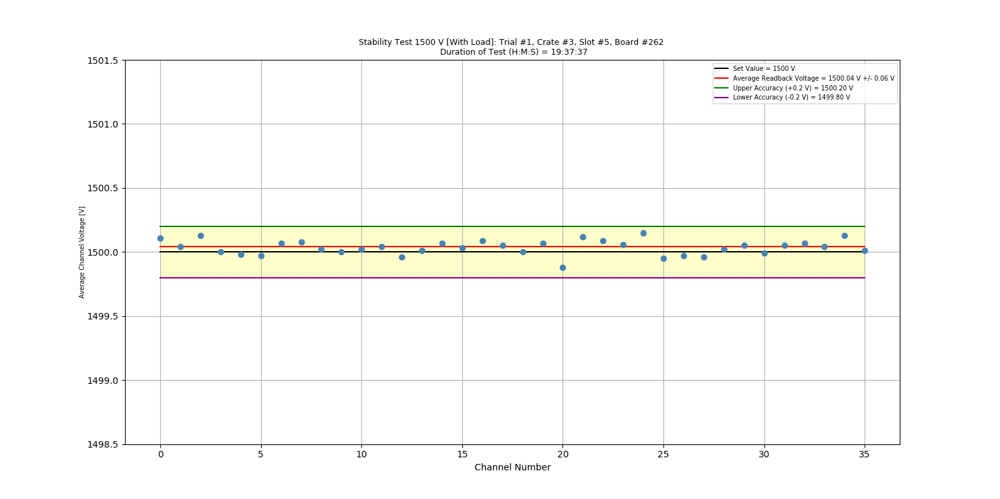 Stability Test 1500 V [With Load]: Trial #1, Crate #3, Slot #5, Board #262
Duration of Test (H:M:S) = 19:37:37
Set Value = 1500 V
Average Readback Voltage = 1500.04 V +/- 0.06 V
Upper Accuracy (+0.2 V) = 1500.20 V
Lower Accuracy (-0.2 V) = 1499.80 V
Average Channel Voltage [V]
1501.5
1501.0
1500.5
1500.0
1499.5
1499.0
1498.5
0 5 10 15 20 25 30 35
Channel Number